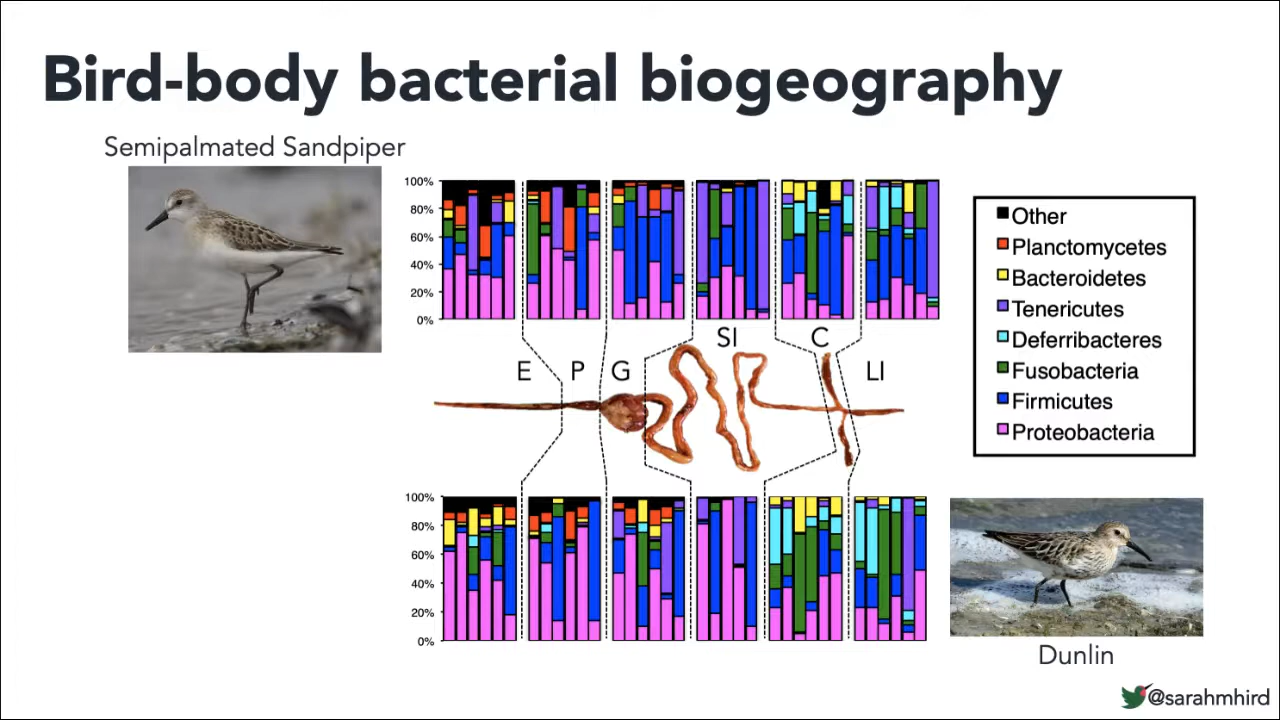 Bird-body bacterial biogeography
Semipalmated Sandpiper
100%
80%
60%
40%
20%
0%
Other
Planctomycetes
Bacteroidetes
Tenericutes
Deferribacteres
Fusobacteria
Firmicutes
Proteobacteria
E
P
G
SI
C
LI
100%
80%
60%
40%
20%
0%
Dunlin
@sarahmhird